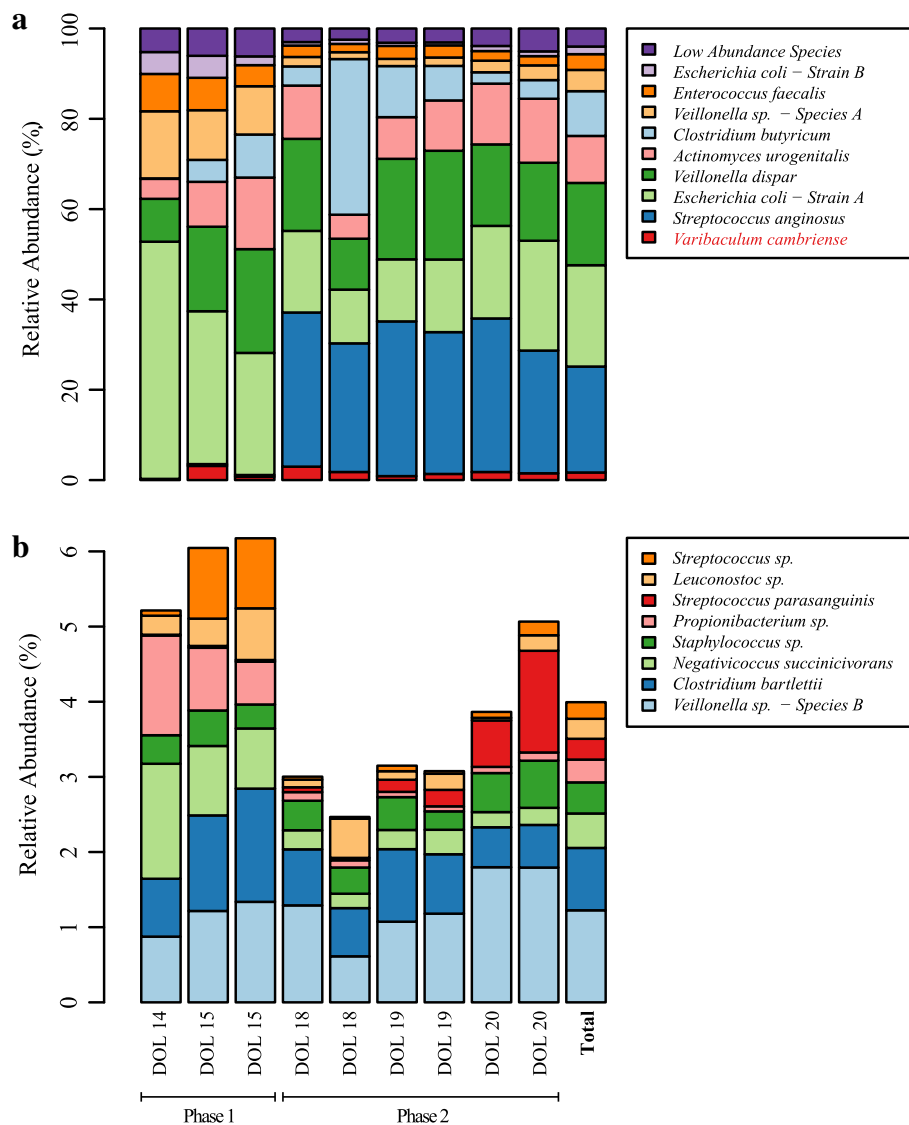 a
100
80
60
40
20
0
Relative Abundance (%)
Low Abundance Species
Escherichia coli − Strain B
Enterococcus faecalis
Veillonella sp. − Species A
Clostridium butyricum
Actinomyces urogenitalis
Veillonella dispar
Escherichia coli − Strain A
Streptococcus anginosus
Varibaculum cambriense
b
6
5
4
3
2
1
0
Relative Abundance (%)
Streptococcus sp.
Leuconostoc sp.
Streptococcus parasanguinis
Propionibacterium sp.
Staphylococcus sp.
Negativicoccus succinicivorans
Clostridium bartlettii
Veillonella sp. − Species B
DOL 14
DOL 15
DOL 15
DOL 18
DOL 18
DOL 19
DOL 19
DOL 20
DOL 20
Total
Phase 1
Phase 2